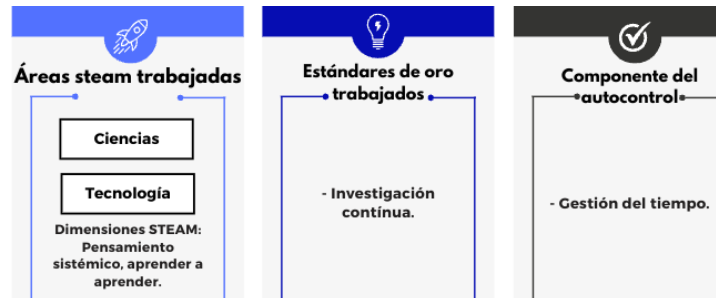 Áreas steam trabajadas
Ciencias
Tecnología
Dimensiones STEAM:
Pensamiento
sistémico, aprender a
aprender.
Estándares de oro
trabajados
- Investigación
contínua.
Componente del
autocontrol
- Gestión del tiempo.